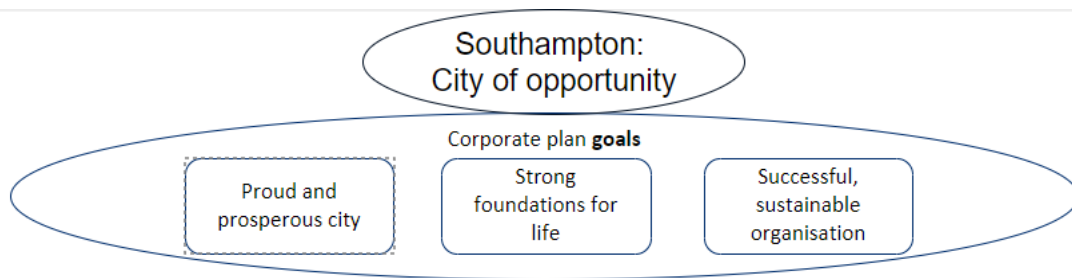 Southampton:
City of opportunity
Corporate plan goals
Proud and
prosperous city
Strong
foundations for
life
Successful,
sustainable
organisation